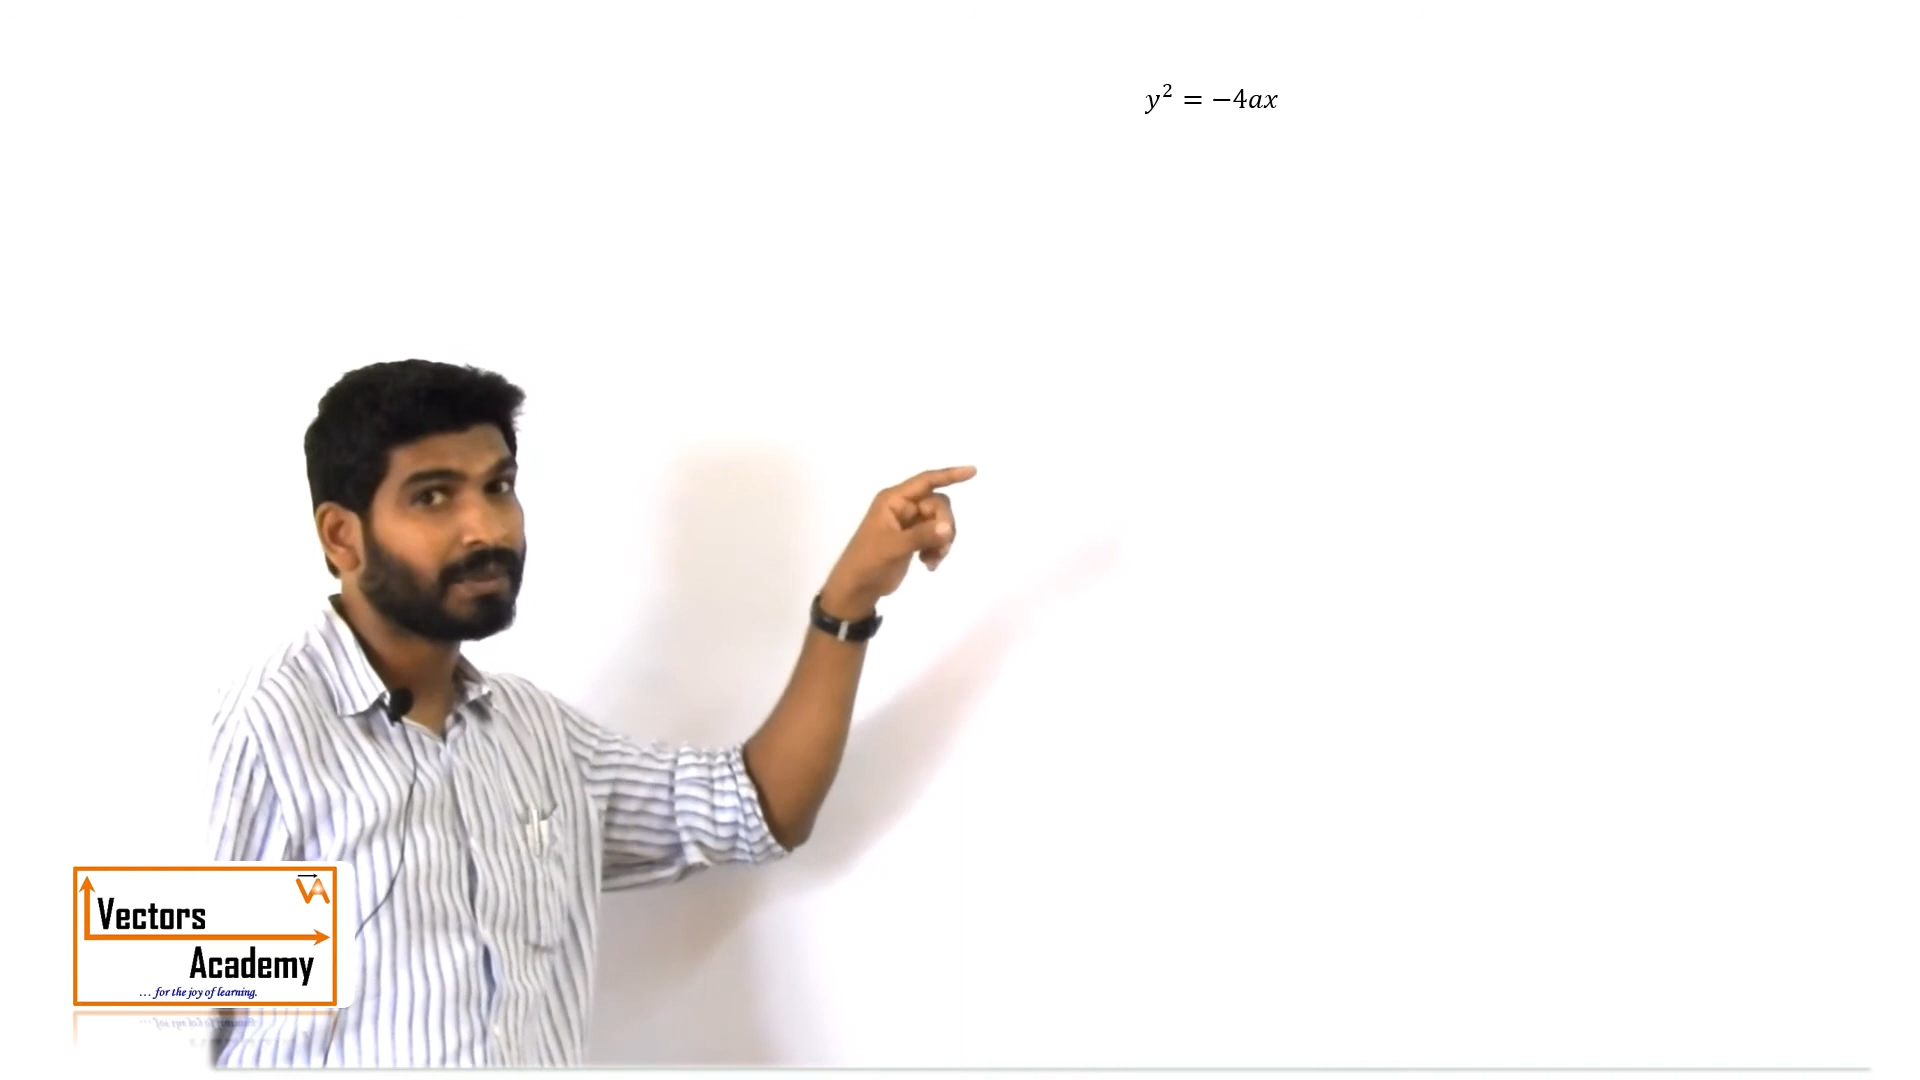 y² = −4ax
Vectors
Academy
... for the joy of learning.